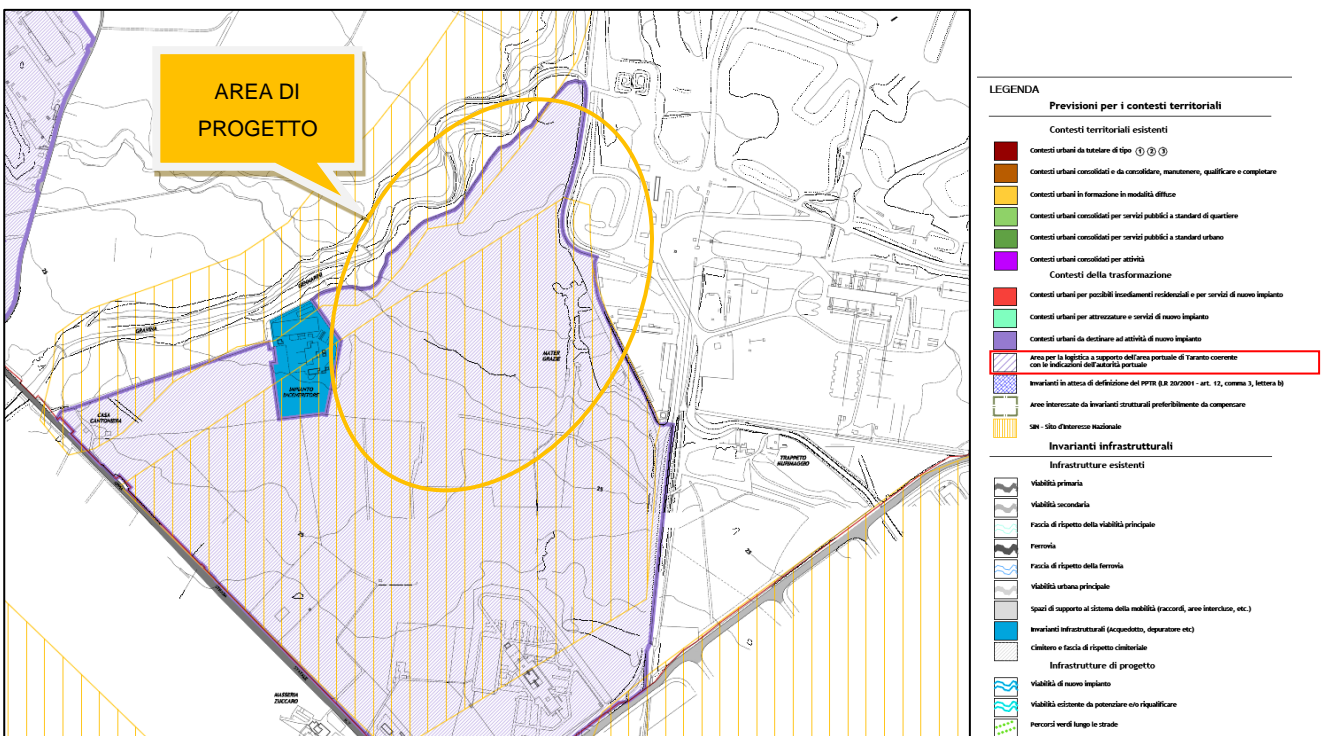 AREA DI
PROGETTO
GENNARINI
GRAVINA
MATER
GRAZIE
IMPIANTO
INCENERITORE
CASA
CANTONIERA
TRAPPETO
MASSERIA
ZUCCARO
25
25
25
25
LEGENDA
Previsioni per i contesti territoriali
Contesti territoriali esistenti
Contesti urbani da tutelare di tipo 1 2 3
Contesti urbani consolidati e da consolidare, manutenere, qualificare e completare
Contesti urbani in formazione in modalità diffuse
Contesti urbani consolidati per servizi pubblici a standard di quartiere
Contesti urbani consolidati per servizi pubblici a standard urbano
Contesti urbani consolidati per attività
Contesti della trasformazione
Contesti urbani per possibili insediamenti residenziali e per servizi di nuovo impianto
Contesti urbani per attrezzature e servizi di nuovo impianto
Contesti urbani da destinare ad attività di nuovo impianto
Area per la logistica a supporto dell'area portuale di Taranto coerente
con le indicazioni dell'autorità portuale
Invarianti in attesa di definizione del PPTR (LR 20/2001 - art. 12, comma 3, lettera b)
Aree interessate da invarianti strutturali preferibilmente da compensare
SIN - Sito d'Interesse Nazionale
Invarianti infrastrutturali
Infrastrutture esistenti
Viabilità primaria
Viabilità secondaria
Fascia di rispetto della viabilità principale
Ferrovia
Fascia di rispetto della ferrovia
Viabilità urbana principale
Spazi di supporto al sistema della mobilità (raccordi, aree intercluse, etc.)
Invarianti Infrastrutturali (Acquedotto, depuratore etc)
Cimitero e fascia di rispetto cimiteriale
Infrastrutture di progetto
Viabilità di nuovo impianto
Viabilità esistente da potenziare e/o riqualificare
Percorsi verdi lungo le strade